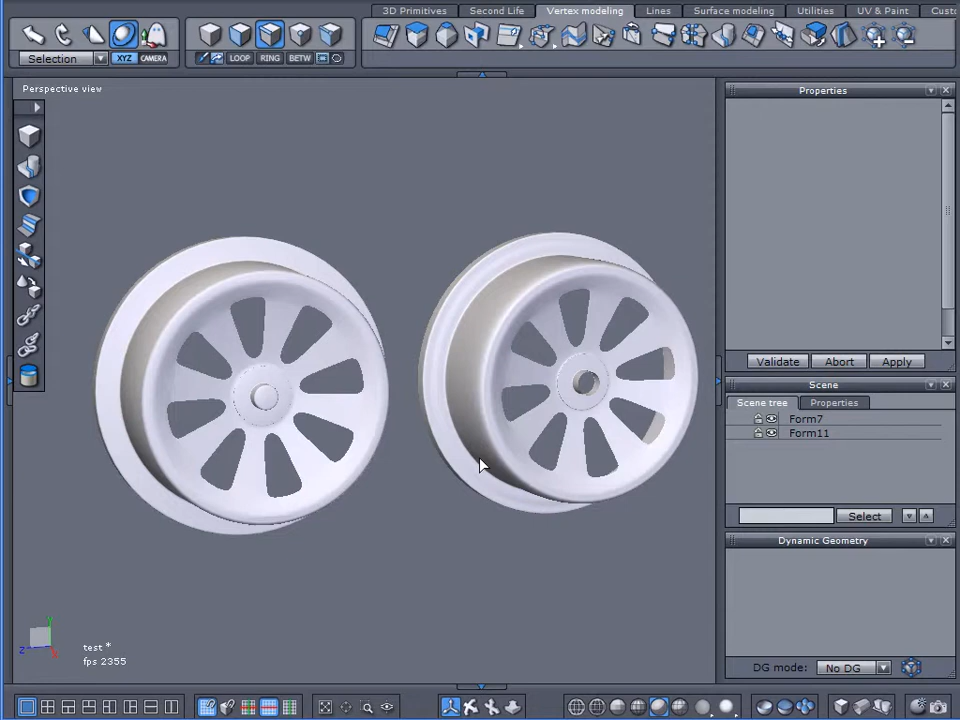 3D Primitives Second Life Vertex modeling Lines Surface modeling Utilities UV & Paint Custo
Selection XYZ CAMERA LOOP RING BETW
Perspective view
Properties
Validate Abort Apply
Scene
Scene tree Properties
Form7
Form11
Select
Dynamic Geometry
y
z x
test *
fps 2355
DG mode: No DG